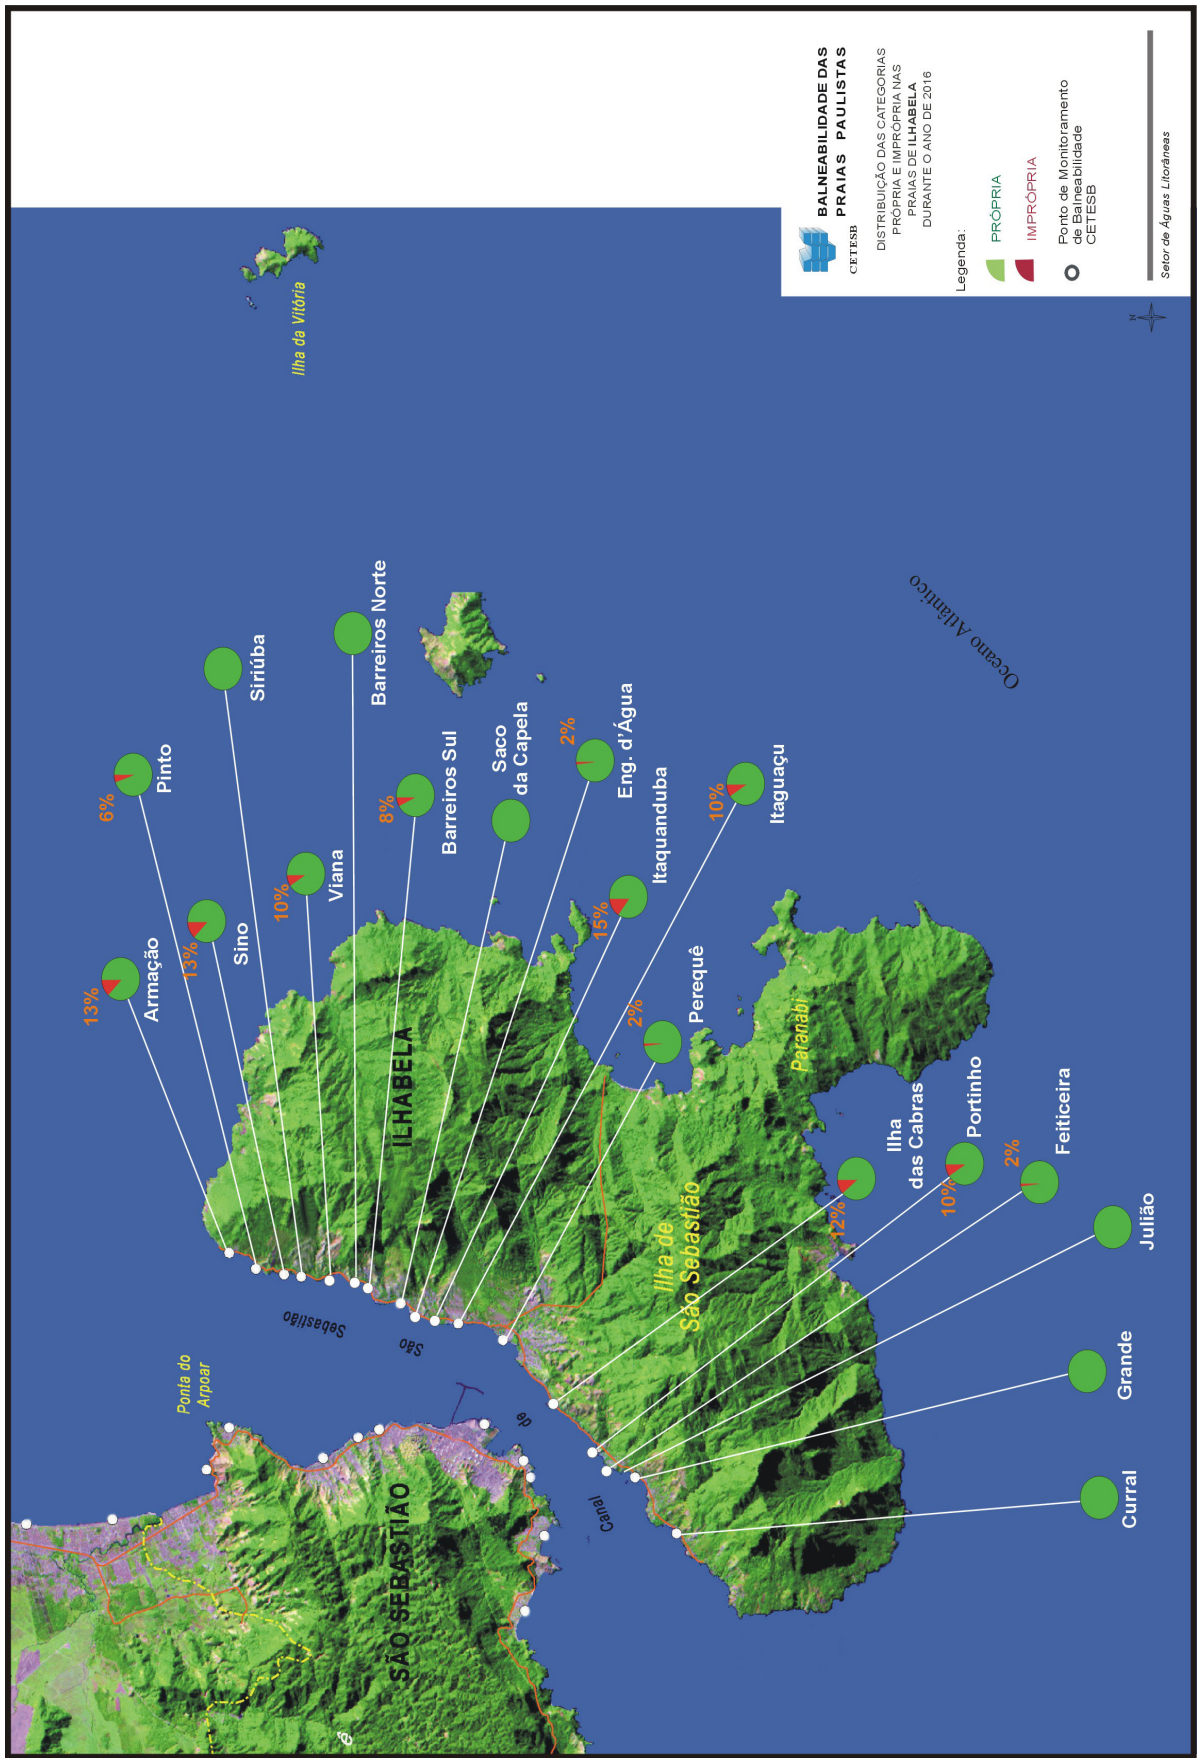 BALNEABILIDADE DAS
PRAIAS PAULISTAS
CETESB
DISTRIBUIÇÃO DAS CATEGORIAS
PRÓPRIA E IMPRÓPRIA NAS
PRAIAS DE ILHABELA
DURANTE O ANO DE 2016
Legenda:
PRÓPRIA
IMPRÓPRIA
Ponto de Monitoramento
de Balneabilidade
CETESB
Setor de Águas Litorâneas
N
Ilha da Vitória
Oceano Atlântico
13%
Armação
6%
Pinto
13%
Sino
Siriúba
10%
Viana
Barreiros Norte
8%
Barreiros Sul
Saco
da Capela
2%
Eng. d'Água
15%
Itaquanduba
10%
Itaguaçu
2%
Perequê
12%
Ilha
das Cabras
10%
Portinho
2%
Feiticeira
Julião
Grande
Curral
ILHABELA
Ilha de
São Sebastião
Paranabi
Ponta do
Arpoar
SÃO SEBASTIÃO
Canal
de
São
Sebastião
ê